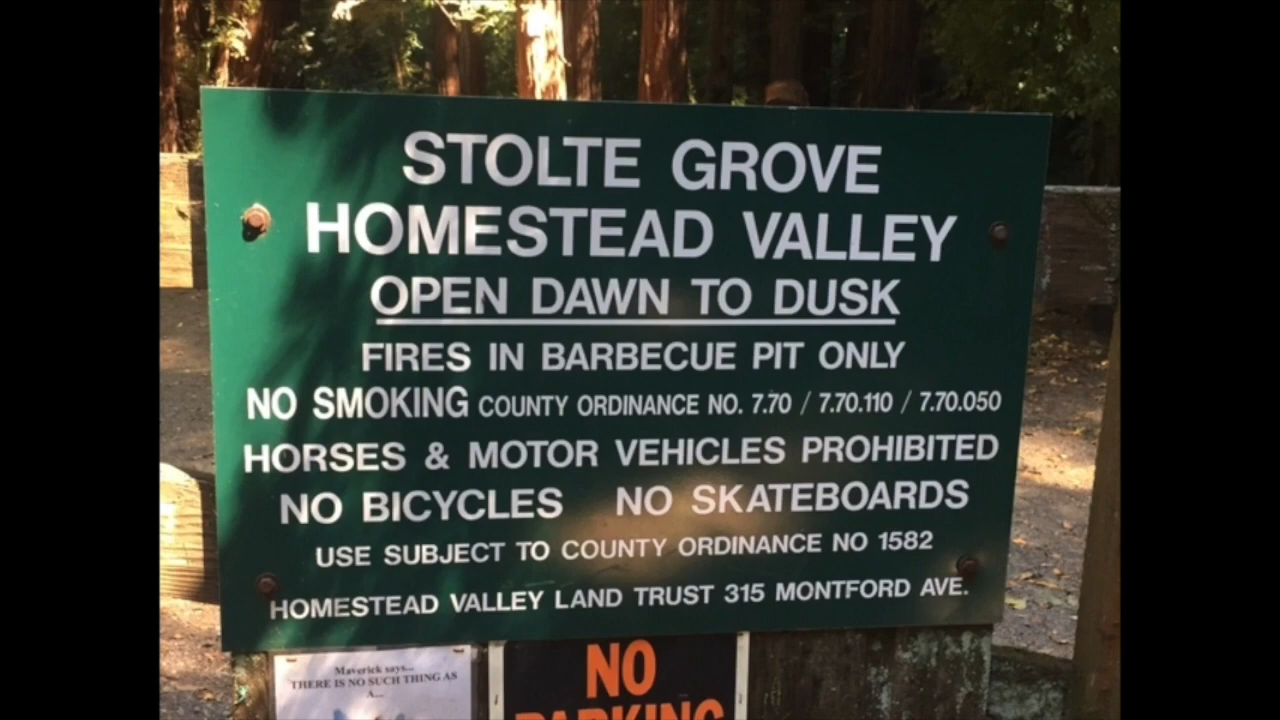 STOLTE GROVE
HOMESTEAD VALLEY
OPEN DAWN TO DUSK
FIRES IN BARBECUE PIT ONLY
NO SMOKING COUNTY ORDINANCE NO. 7.70 / 7.70.110 / 7.70.050
HORSES & MOTOR VEHICLES PROHIBITED
NO BICYCLES NO SKATEBOARDS
USE SUBJECT TO COUNTY ORDINANCE NO 1582
HOMESTEAD VALLEY LAND TRUST 315 MONTFORD AVE.
Maverick says...
THERE IS NO SUCH THING AS
A...
NO
PARKING